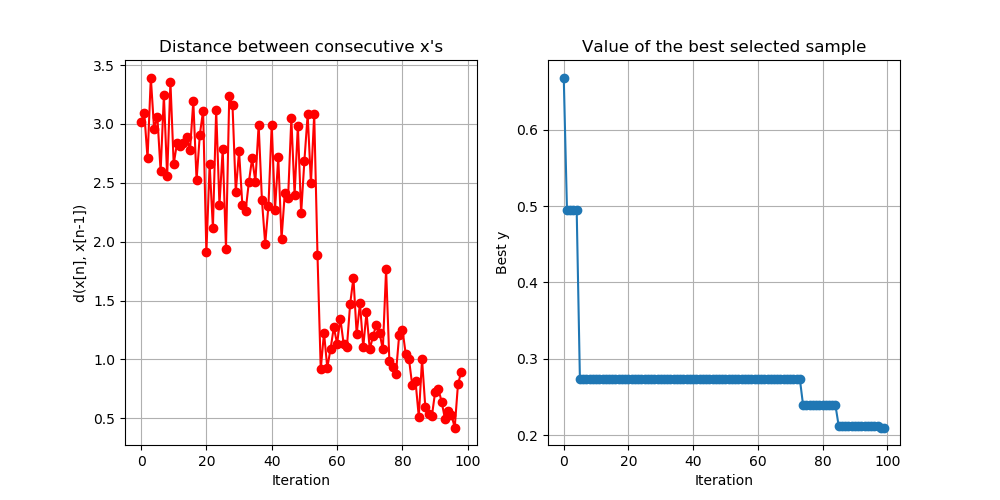 Distance between consecutive x's
3.5
3.0
2.5
2.0
1.5
1.0
0.5
d(x[n], x[n-1])
0 20 40 60 80 100
Iteration
Value of the best selected sample
0.6
0.5
0.4
0.3
0.2
Best y
0 20 40 60 80 100
Iteration